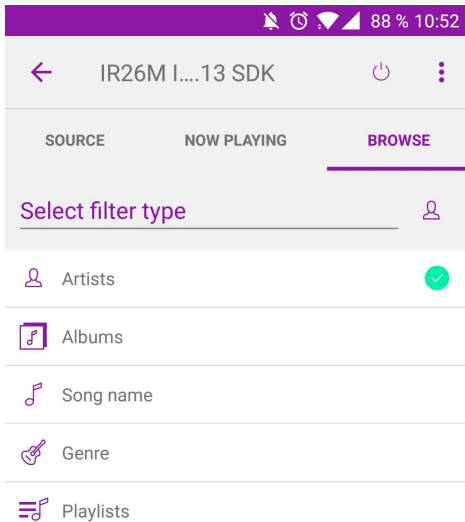 88 % 10:52
IR26M I....13 SDK
SOURCE NOW PLAYING BROWSE
Select filter type
Artists
Albums
Song name
Genre
Playlists